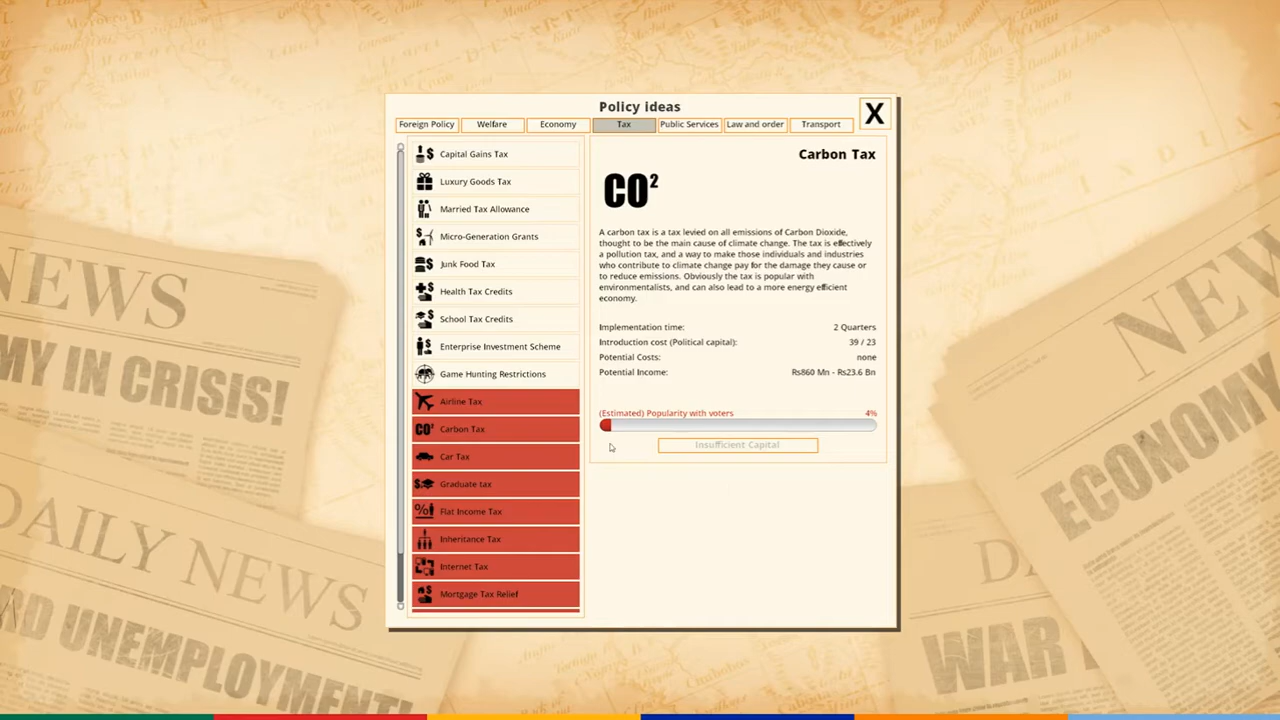 Policy ideas
X
Foreign Policy
Welfare
Economy
Tax
Public Services
Law and order
Transport
Capital Gains Tax
Luxury Goods Tax
Married Tax Allowance
Micro-Generation Grants
Junk Food Tax
Health Tax Credits
School Tax Credits
Enterprise Investment Scheme
Game Hunting Restrictions
Airline Tax
CO² Carbon Tax
Car Tax
Graduate tax
Flat Income Tax
Inheritance Tax
Internet Tax
Mortgage Tax Relief
Carbon Tax
CO²
A carbon tax is a tax levied on all emissions of Carbon Dioxide,
thought to be the main cause of climate change. The tax is effectively
a pollution tax, and a way to make those individuals and industries
who contribute to climate change pay for the damage they cause or
to reduce emissions. Obviously the tax is popular with
environmentalists, and can also lead to a more energy efficient
economy.
Implementation time: 2 Quarters
Introduction cost (Political capital): 39 / 23
Potential Costs: none
Potential Income: Rs860 Mn - Rs23.6 Bn
(Estimated) Popularity with voters 4%
Insufficient Capital
NEWS
MY IN CRISIS!
DAILY NEWS
D UNEMPLOYMENT!
NEW
ECONOMY
D
WAR